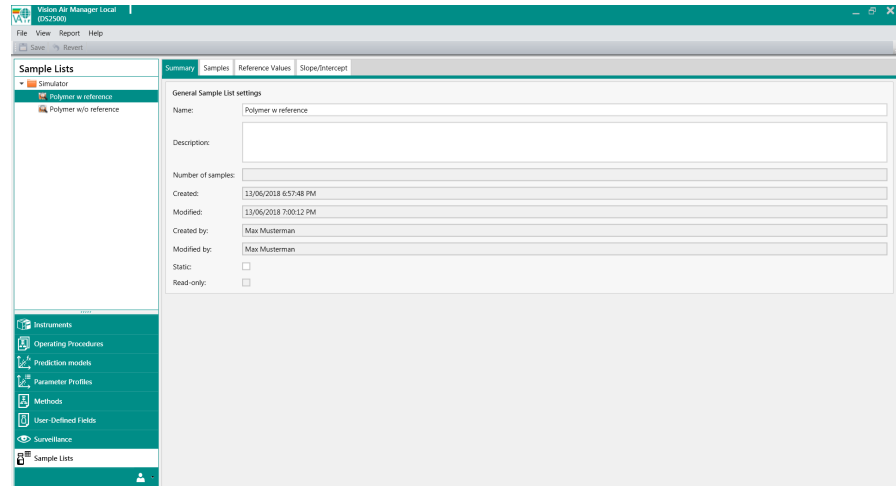 Vision Air Manager Local
(DS2500)
File View Report Help
Save Revert
Sample Lists
Simulator
Polymer w reference
Polymer w/o reference
Instruments
Operating Procedures
Prediction models
Parameter Profiles
Methods
User-Defined Fields
Surveillance
Sample Lists
Summary Samples Reference Values Slope/Intercept
General Sample List settings
Name: Polymer w reference
Description:
Number of samples:
Created: 13/06/2018 6:57:48 PM
Modified: 13/06/2018 7:00:12 PM
Created by: Max Musterman
Modified by: Max Musterman
Static:
Read-only: